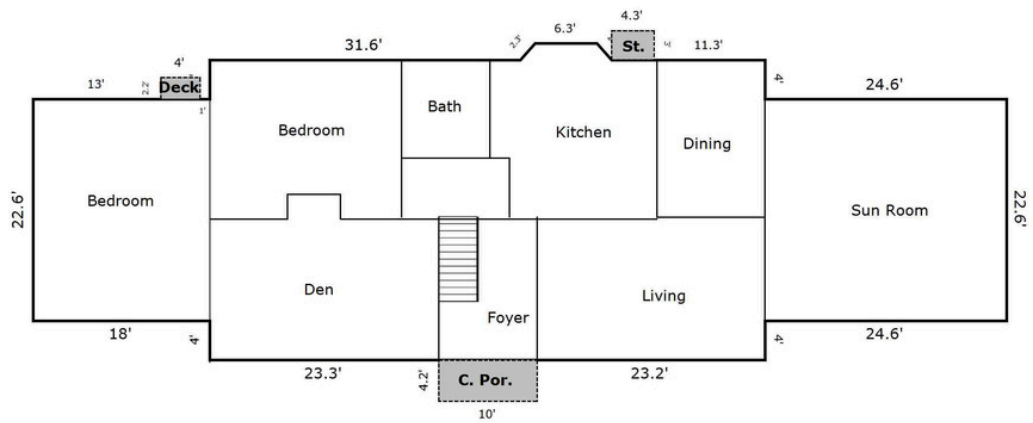 4.3'
6.3'
31.6'
2.3'
St.
3'
11.3'
4'
13'
2.2'
Deck
4'
24.6'
1'
Bath
Bedroom
Kitchen
Dining
22.6'
Bedroom
Sun Room
22.6'
Den
Living
Foyer
18'
4'
4'
24.6'
23.3'
4.2'
C. Por.
23.2'
10'